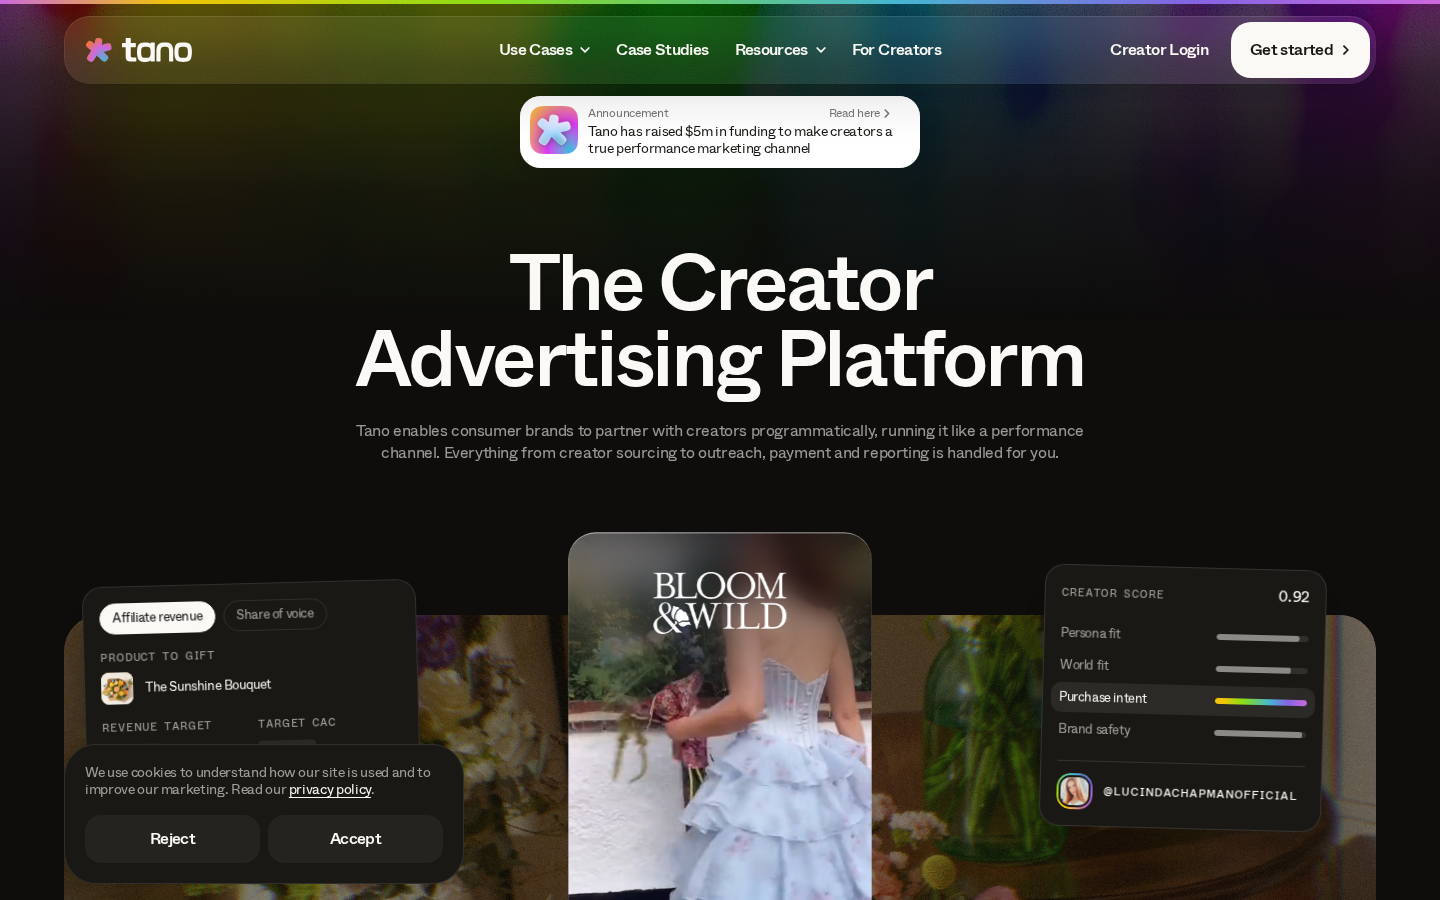 tano
Use Cases
Case Studies
Resources
For Creators
Creator Login
Get started
Announcement
Read here
Tano has raised $5m in funding to make creators a
true performance marketing channel
The Creator
Advertising Platform
Tano enables consumer brands to partner with creators programmatically, running it like a performance
channel. Everything from creator sourcing to outreach, payment and reporting is handled for you.
Affiliate revenue
Share of voice
PRODUCT TO GIFT
The Sunshine Bouquet
REVENUE TARGET
TARGET CAC
BLOOM
&WILD
CREATOR SCORE
0.92
Persona fit
World fit
Purchase intent
Brand safety
@LUCINDACHAPMANOFFICIAL
We use cookies to understand how our site is used and to
improve our marketing. Read our privacy policy.
Reject
Accept